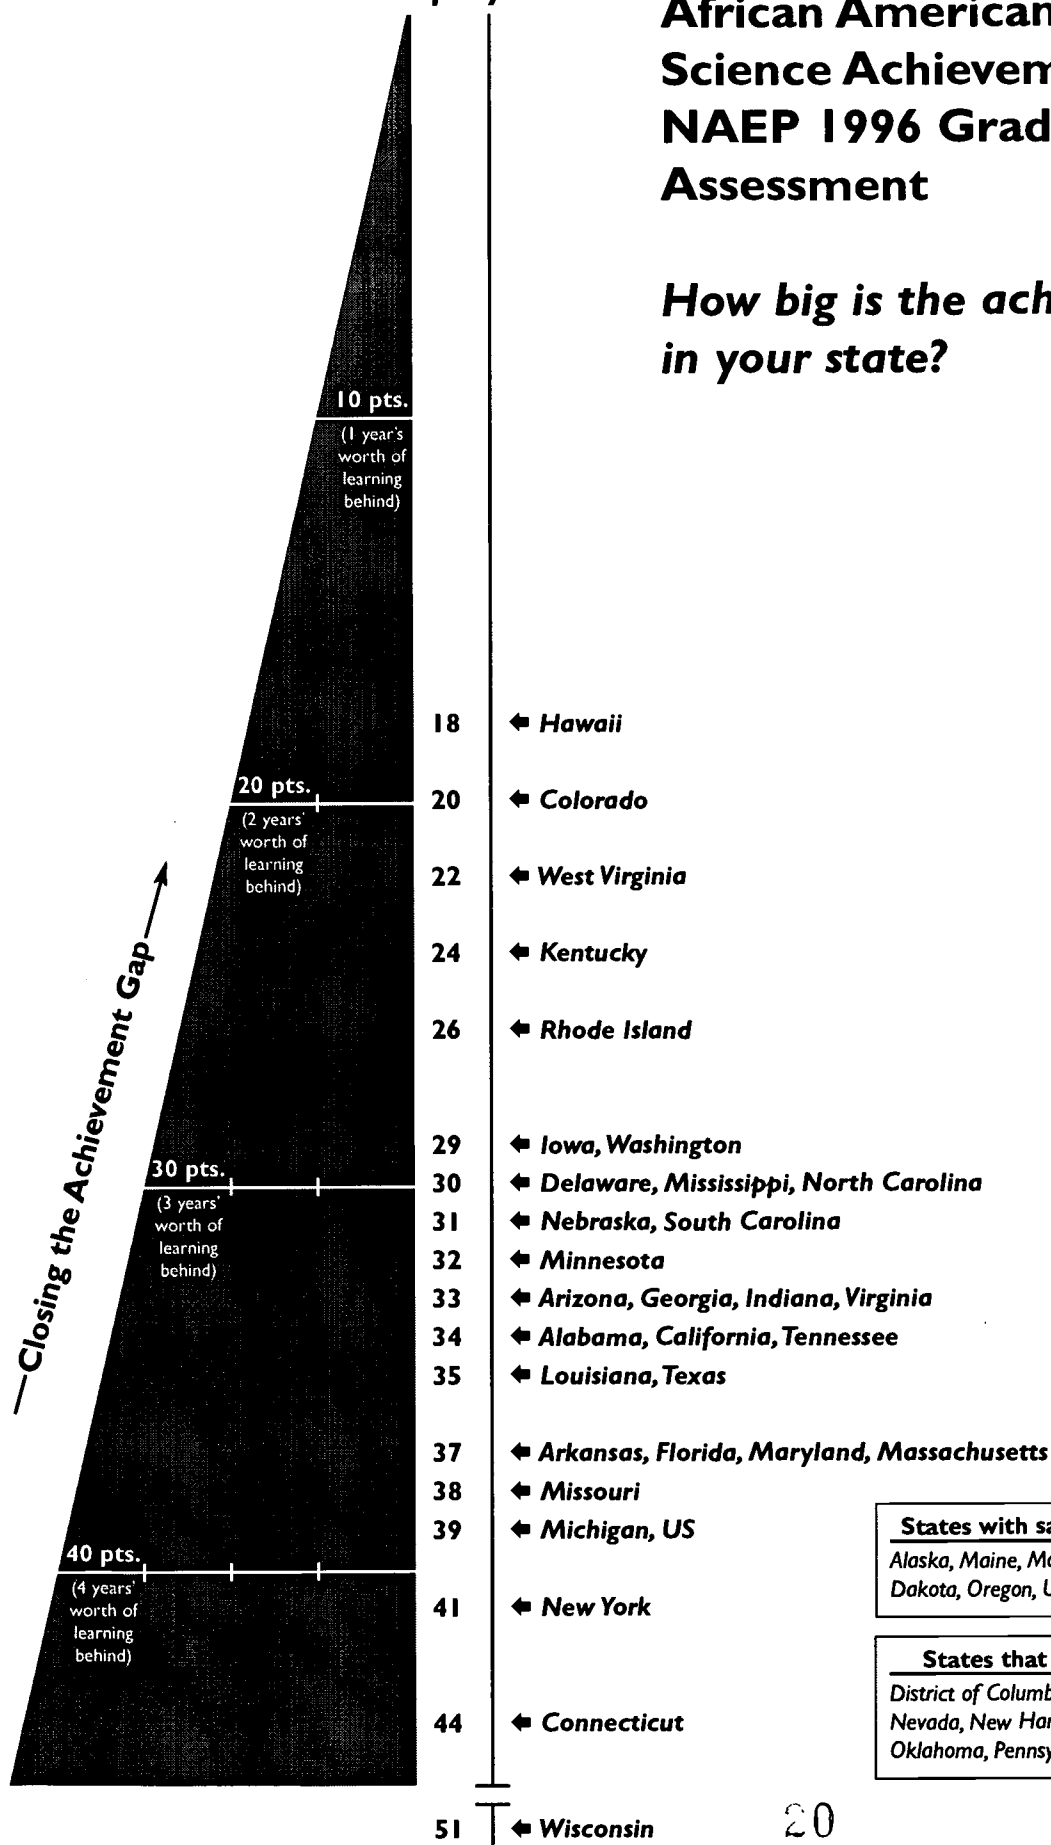 African American
Science Achievem
NAEP 1996 Grad
Assessment
How big is the ach
in your state?
10 pts.
(1 year's
worth of
learning
behind)
18 Hawaii
20 pts.
(2 years'
worth of
learning
behind)
20 Colorado
22 West Virginia
24 Kentucky
26 Rhode Island
Closing the Achievement Gap
29 Iowa, Washington
30 pts.
(3 years'
worth of
learning
behind)
30 Delaware, Mississippi, North Carolina
31 Nebraska, South Carolina
32 Minnesota
33 Arizona, Georgia, Indiana, Virginia
34 Alabama, California, Tennessee
35 Louisiana, Texas
37 Arkansas, Florida, Maryland, Massachusetts
38 Missouri
39 Michigan, US
40 pts.
(4 years'
worth of
learning
behind)
41 New York
44 Connecticut
51 Wisconsin
States with sa
Alaska, Maine, Mo
Dakota, Oregon, U
States that
District of Columb
Nevada, New Ham
Oklahoma, Pennsy
20